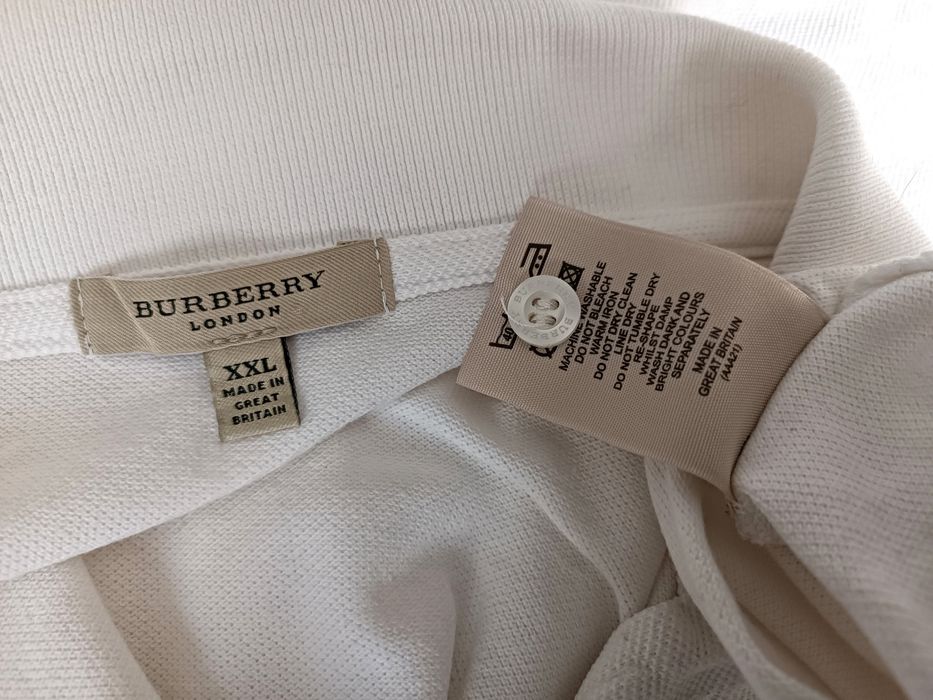 BURBERRY
LONDON
XXL
MADE IN
GREAT
BRITAIN
40
MACHINE WASHABLE
DO NOT BLEACH
WARM IRON
DO NOT DRY CLEAN
LINE DRY
DO NOT TUMBLE DRY
RE-SHAPE
WHILST DAMP
WASH DARK AND
BRIGHT COLOURS
SEPARATELY
MADE IN
GREAT BRITAIN
(AAA21)